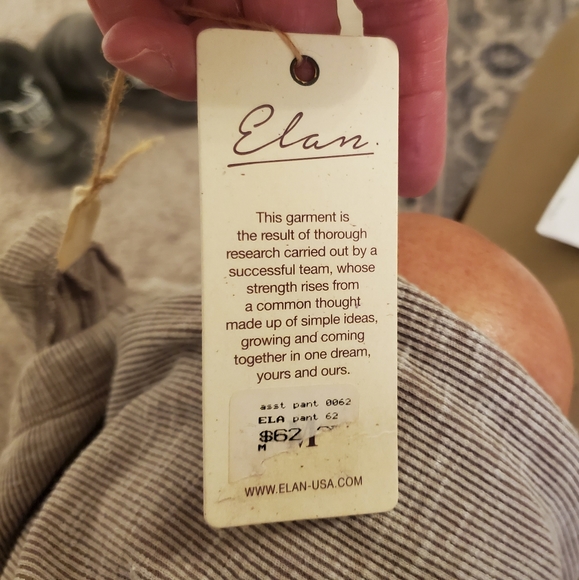 Elan.
This garment is
the result of thorough
research carried out by a
successful team, whose
strength rises from
a common thought
made up of simple ideas,
growing and coming
together in one dream,
yours and ours.
asst pant 0062
ELA pant 62
$62
M
WWW.ELAN-USA.COM